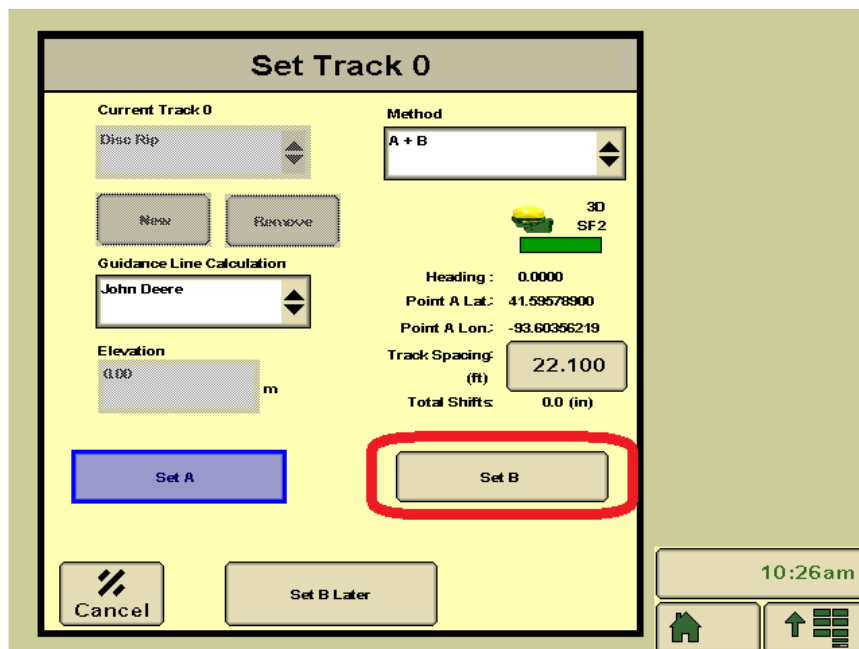 Set Track 0
Current Track 0
Method
Disc Rip
A + B
New
Remove
3D
SF2
Guidance Line Calculation
John Deere
Heading : 0.0000
Point A Lat.: 41.59578900
Point A Lon.: -93.60356219
Elevation
Track Spacing:
(ft)
22.100
0.00
m
Total Shifts: 0.0 (in)
Set A
Set B
Cancel
Set B Later
10:26am